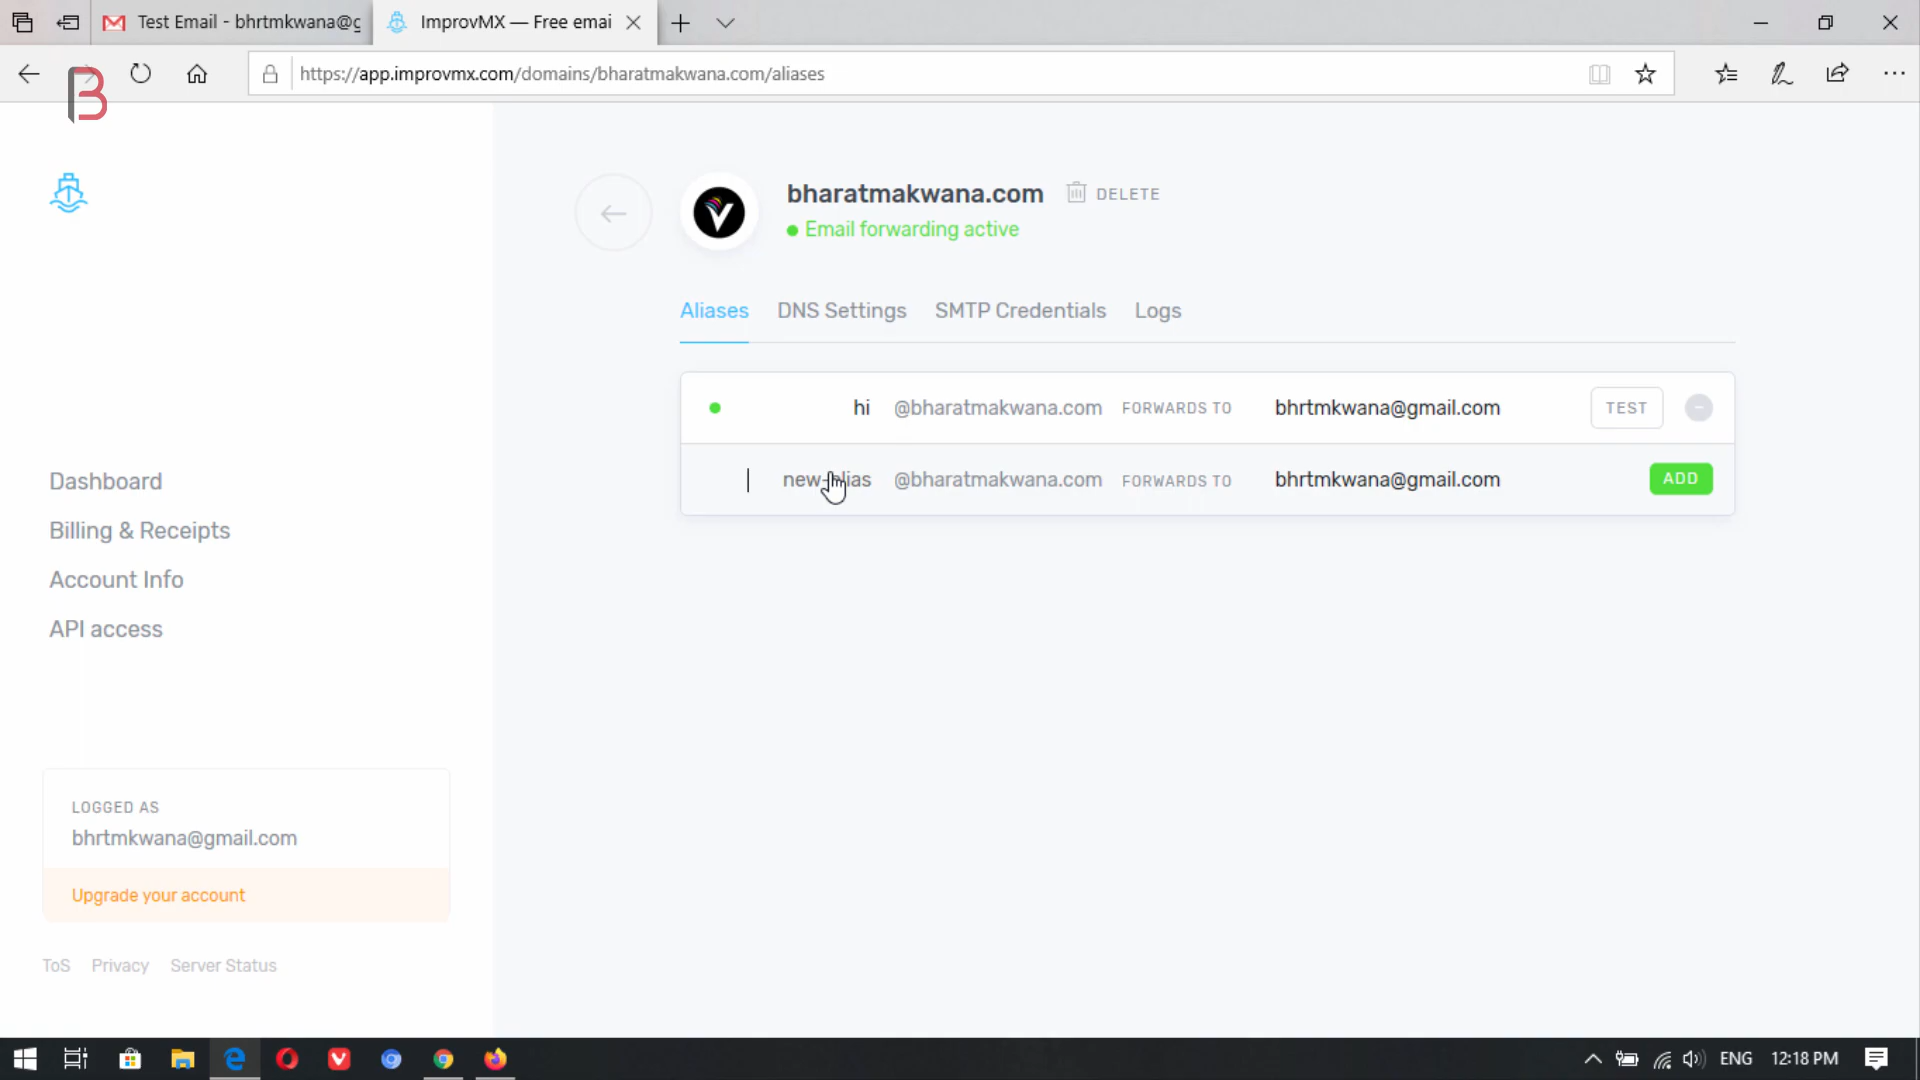 Test Email - bhrtmkwana@g
ImprovMX — Free emai
https://app.improvmx.com/domains/bharatmakwana.com/aliases
bharatmakwana.com
DELETE
Email forwarding active
Aliases DNS Settings SMTP Credentials Logs
hi @bharatmakwana.com FORWARDS TO bhrtmkwana@gmail.com TEST
new-alias @bharatmakwana.com FORWARDS TO bhrtmkwana@gmail.com ADD
Dashboard
Billing & Receipts
Account Info
API access
LOGGED AS
bhrtmkwana@gmail.com
Upgrade your account
ToS Privacy Server Status
ENG 12:18 PM